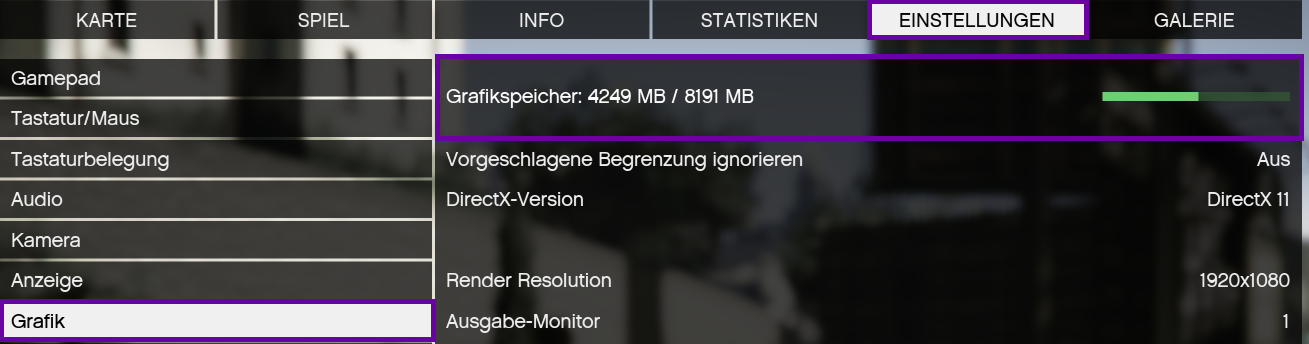 KARTE SPIEL INFO STATISTIKEN EINSTELLUNGEN GALERIE
Gamepad
Tastatur/Maus
Tastaturbelegung
Audio
Kamera
Anzeige
Grafik
Grafikspeicher: 4249 MB / 8191 MB
Vorgeschlagene Begrenzung ignorieren Aus
DirectX-Version DirectX 11
Render Resolution 1920x1080
Ausgabe-Monitor 1